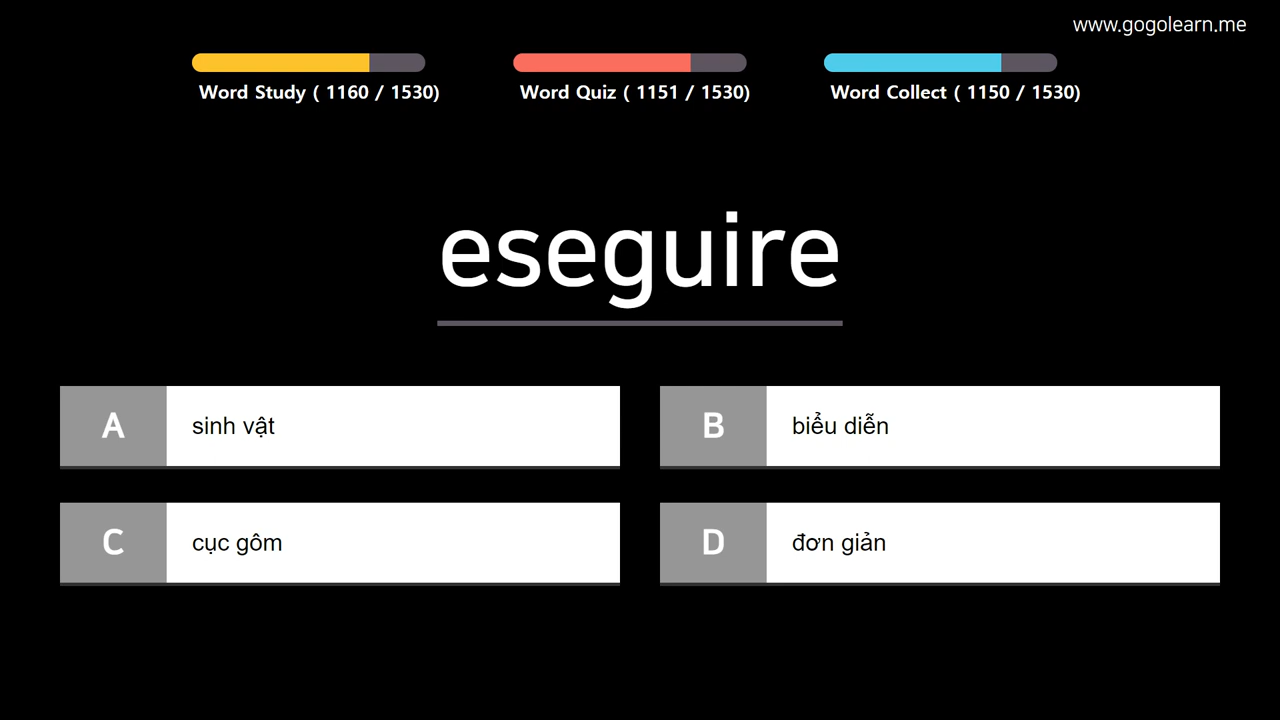 www.gogolearn.me
Word Study ( 1160 / 1530)
Word Quiz ( 1151 / 1530)
Word Collect ( 1150 / 1530)
eseguire
A sinh vật
B biểu diễn
C cục gôm
D đơn giản